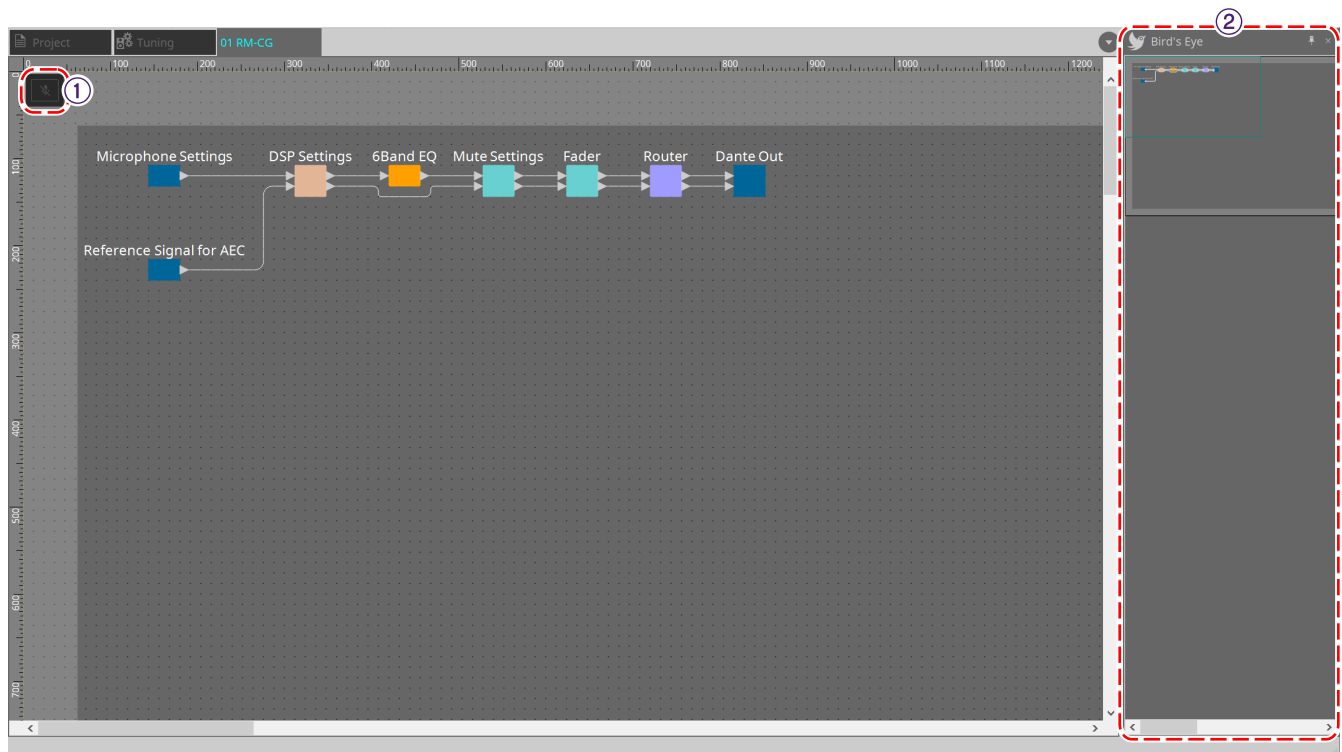 ②
Project Tuning 01 RM-CG Bird's Eye
0 100 200 300 400 500 600 700 800 900 1000 1100 1200
0
①
Microphone Settings DSP Settings 6Band EQ Mute Settings Fader Router Dante Out
100
Reference Signal for AEC
200
300
400
500
600
700